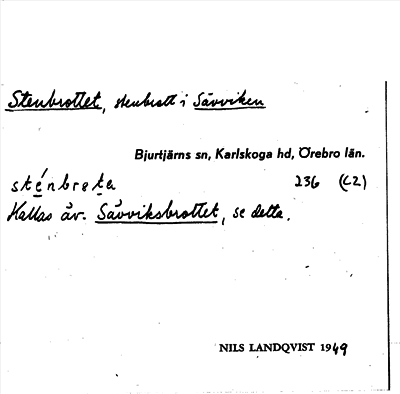 Stenbrottet, stenbrott i Sävviken
Bjurtjärns sn, Karlskoga hd, Örebro län.
sténbreta 236 (C2)
Kallas äv. Sävviksbrottet, se detta.
NILS LANDQVIST 1949